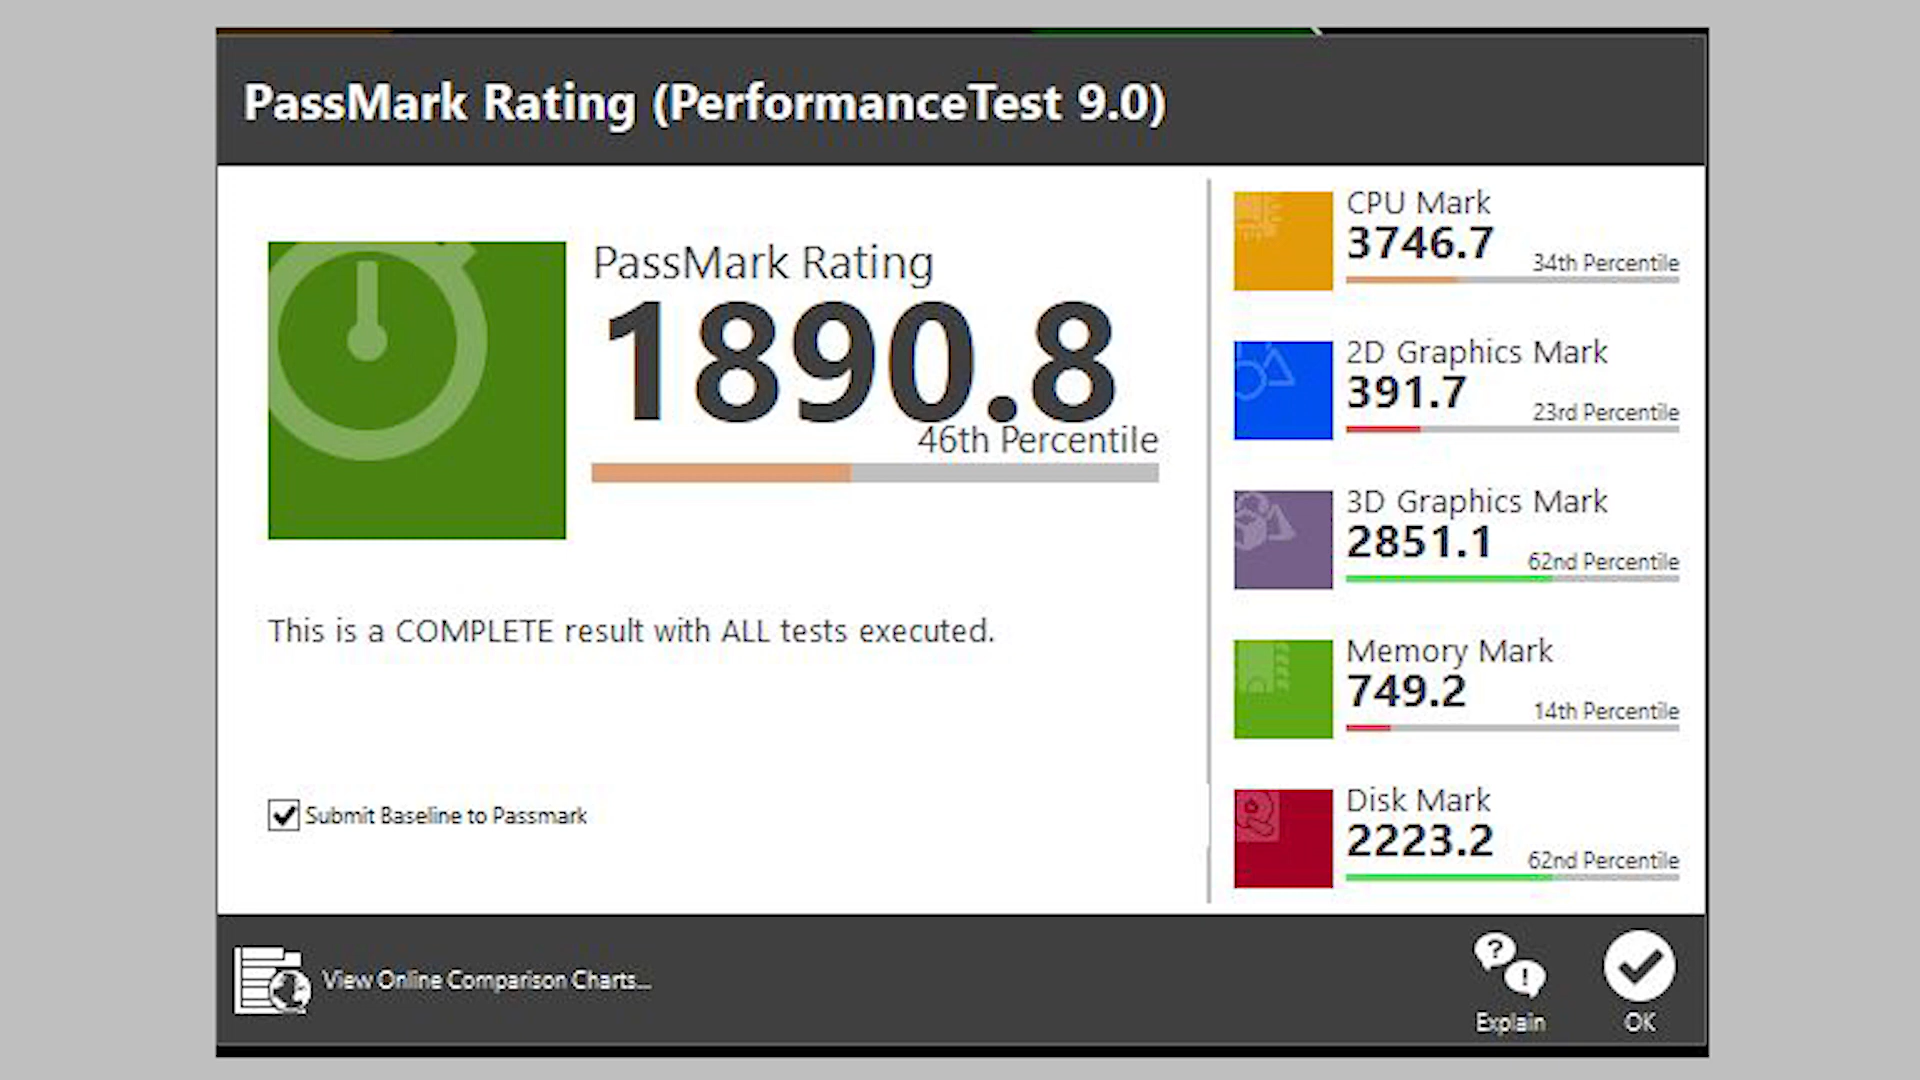 PassMark Rating (PerformanceTest 9.0)
PassMark Rating
1890.8
46th Percentile
This is a COMPLETE result with ALL tests executed.
Submit Baseline to Passmark
CPU Mark
3746.7
34th Percentile
2D Graphics Mark
391.7
23rd Percentile
3D Graphics Mark
2851.1
62nd Percentile
Memory Mark
749.2
14th Percentile
Disk Mark
2223.2
62nd Percentile
View Online Comparison Charts...
Explain
OK